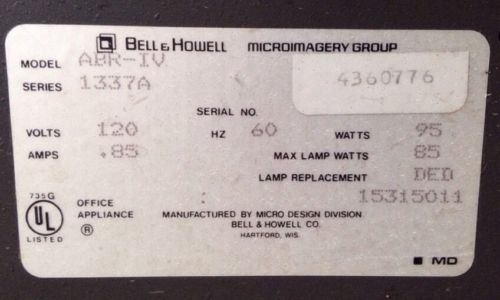 BELL & HOWELL MICROIMAGERY GROUP
MODEL ABR-IV
SERIES 1337A
4360776
SERIAL NO.
VOLTS 120 HZ 60 WATTS 95
AMPS .85 MAX LAMP WATTS 85
LAMP REPLACEMENT DED
15315011
735G
UL
LISTED
OFFICE
APPLIANCE
®
MANUFACTURED BY MICRO DESIGN DIVISION
BELL & HOWELL CO.
HARTFORD, WIS.
MD